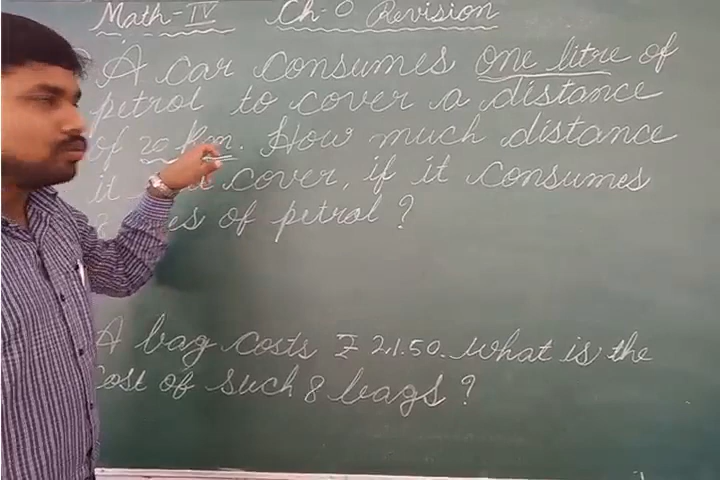 Math-IV Ch-0 Revision
A car consumes one litre of
petrol to cover a distance
of 20 km. How much distance
it cover, if it consumes
of petrol?
A bag costs ₹ 21.50. what is the
Cost of such 8 bags?